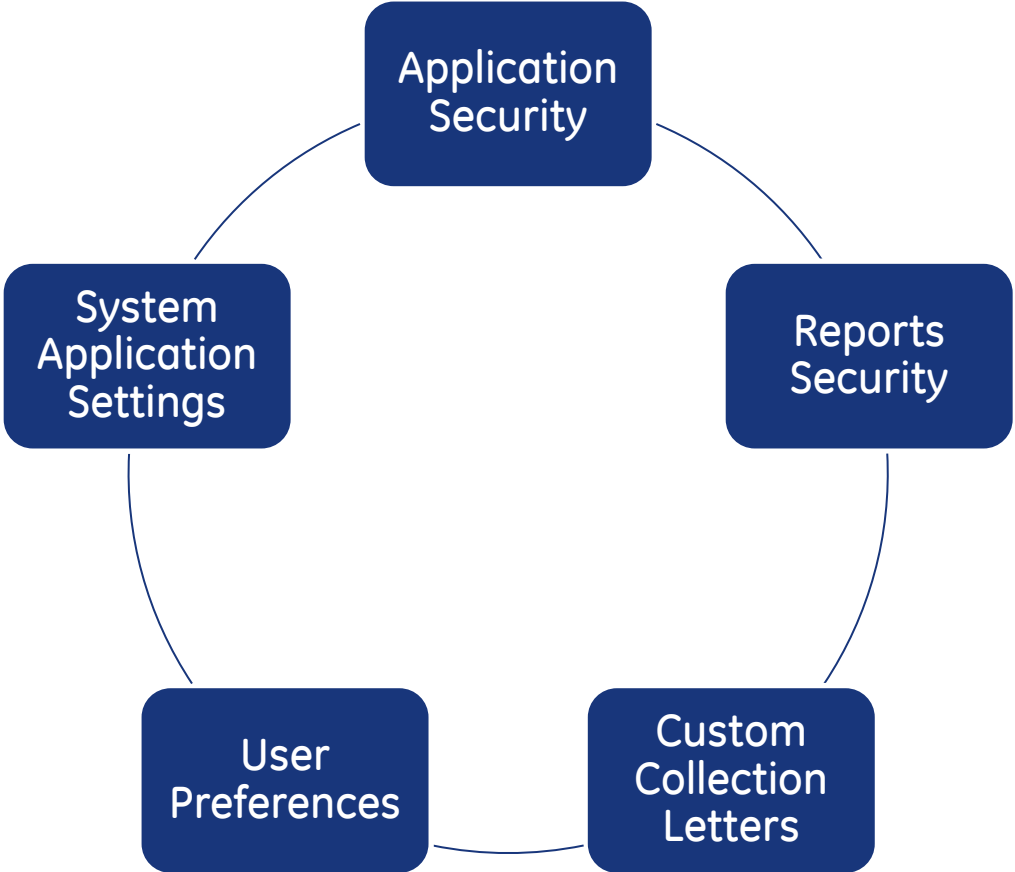 Application
Security
Reports
Security
Custom
Collection
Letters
User
Preferences
System
Application
Settings